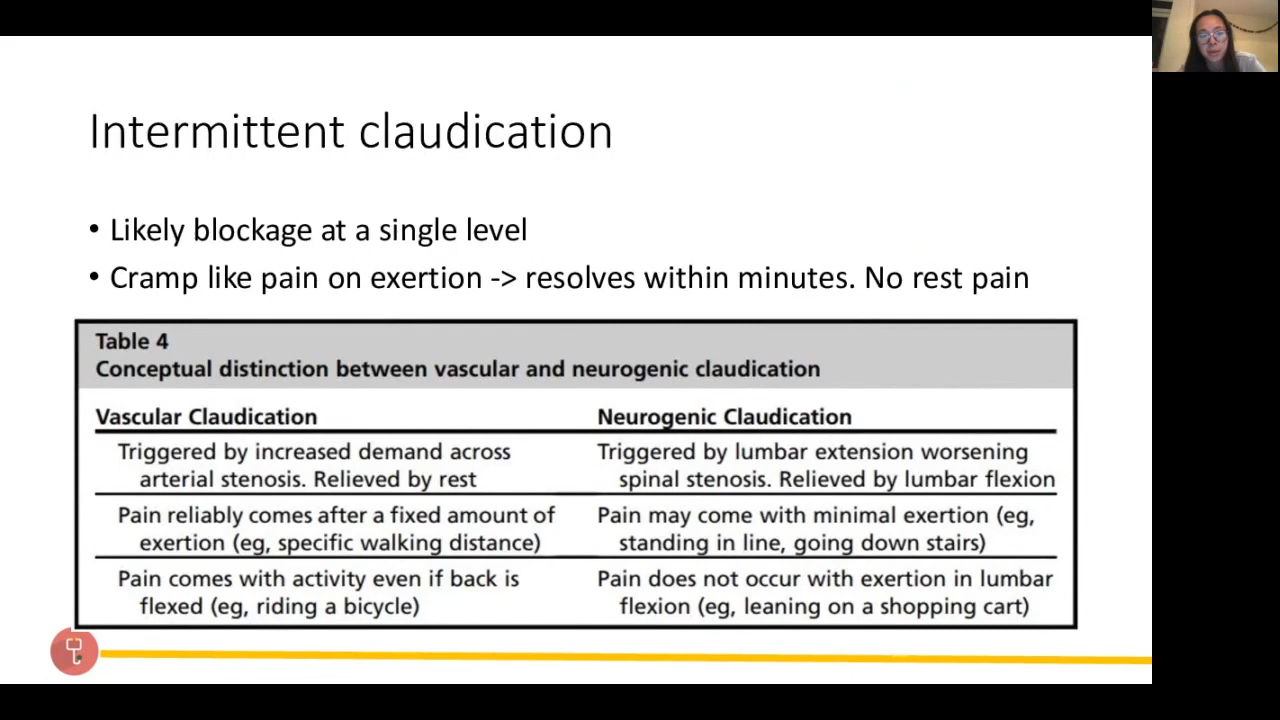 Intermittent claudication
• Likely blockage at a single level
• Cramp like pain on exertion -> resolves within minutes. No rest pain
Table 4
Conceptual distinction between vascular and neurogenic claudication
Vascular Claudication
Neurogenic Claudication
Triggered by increased demand across
arterial stenosis. Relieved by rest
Triggered by lumbar extension worsening
spinal stenosis. Relieved by lumbar flexion
Pain reliably comes after a fixed amount of
exertion (eg, specific walking distance)
Pain may come with minimal exertion (eg,
standing in line, going down stairs)
Pain comes with activity even if back is
flexed (eg, riding a bicycle)
Pain does not occur with exertion in lumbar
flexion (eg, leaning on a shopping cart)